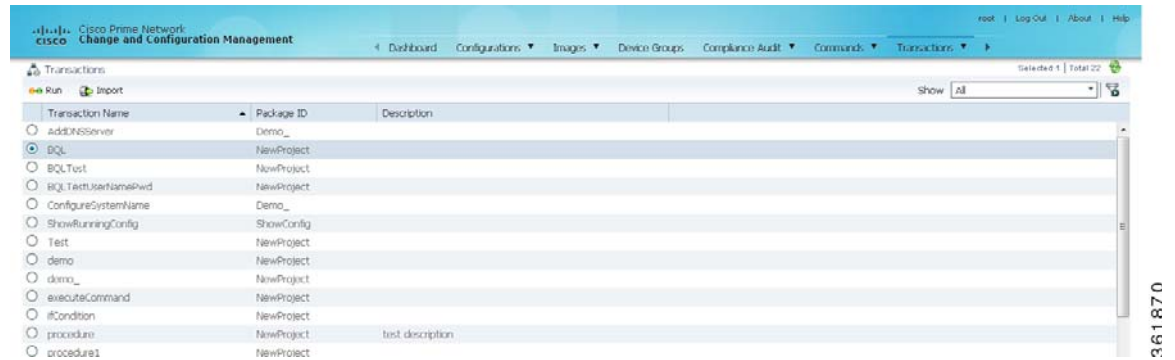 root | Log Out | About | Help
cisco Cisco Prime Network
Change and Configuration Management
Dashboard Configurations Images Device Groups Compliance Audit Commands Transactions
Transactions Selected 1 | Total 22
Run Import Show All
Transaction Name Package ID Description
AddDNSServer Demo_
BQL NewProject
BQLTest NewProject
BQLTestUserNamePwd NewProject
ConfigureSystemName Demo_
ShowRunningConfig ShowConfig
Test NewProject
demo NewProject
demo_ NewProject
executeCommand NewProject
ifCondition NewProject
procedure NewProject test description
procedure1 NewProject
361870